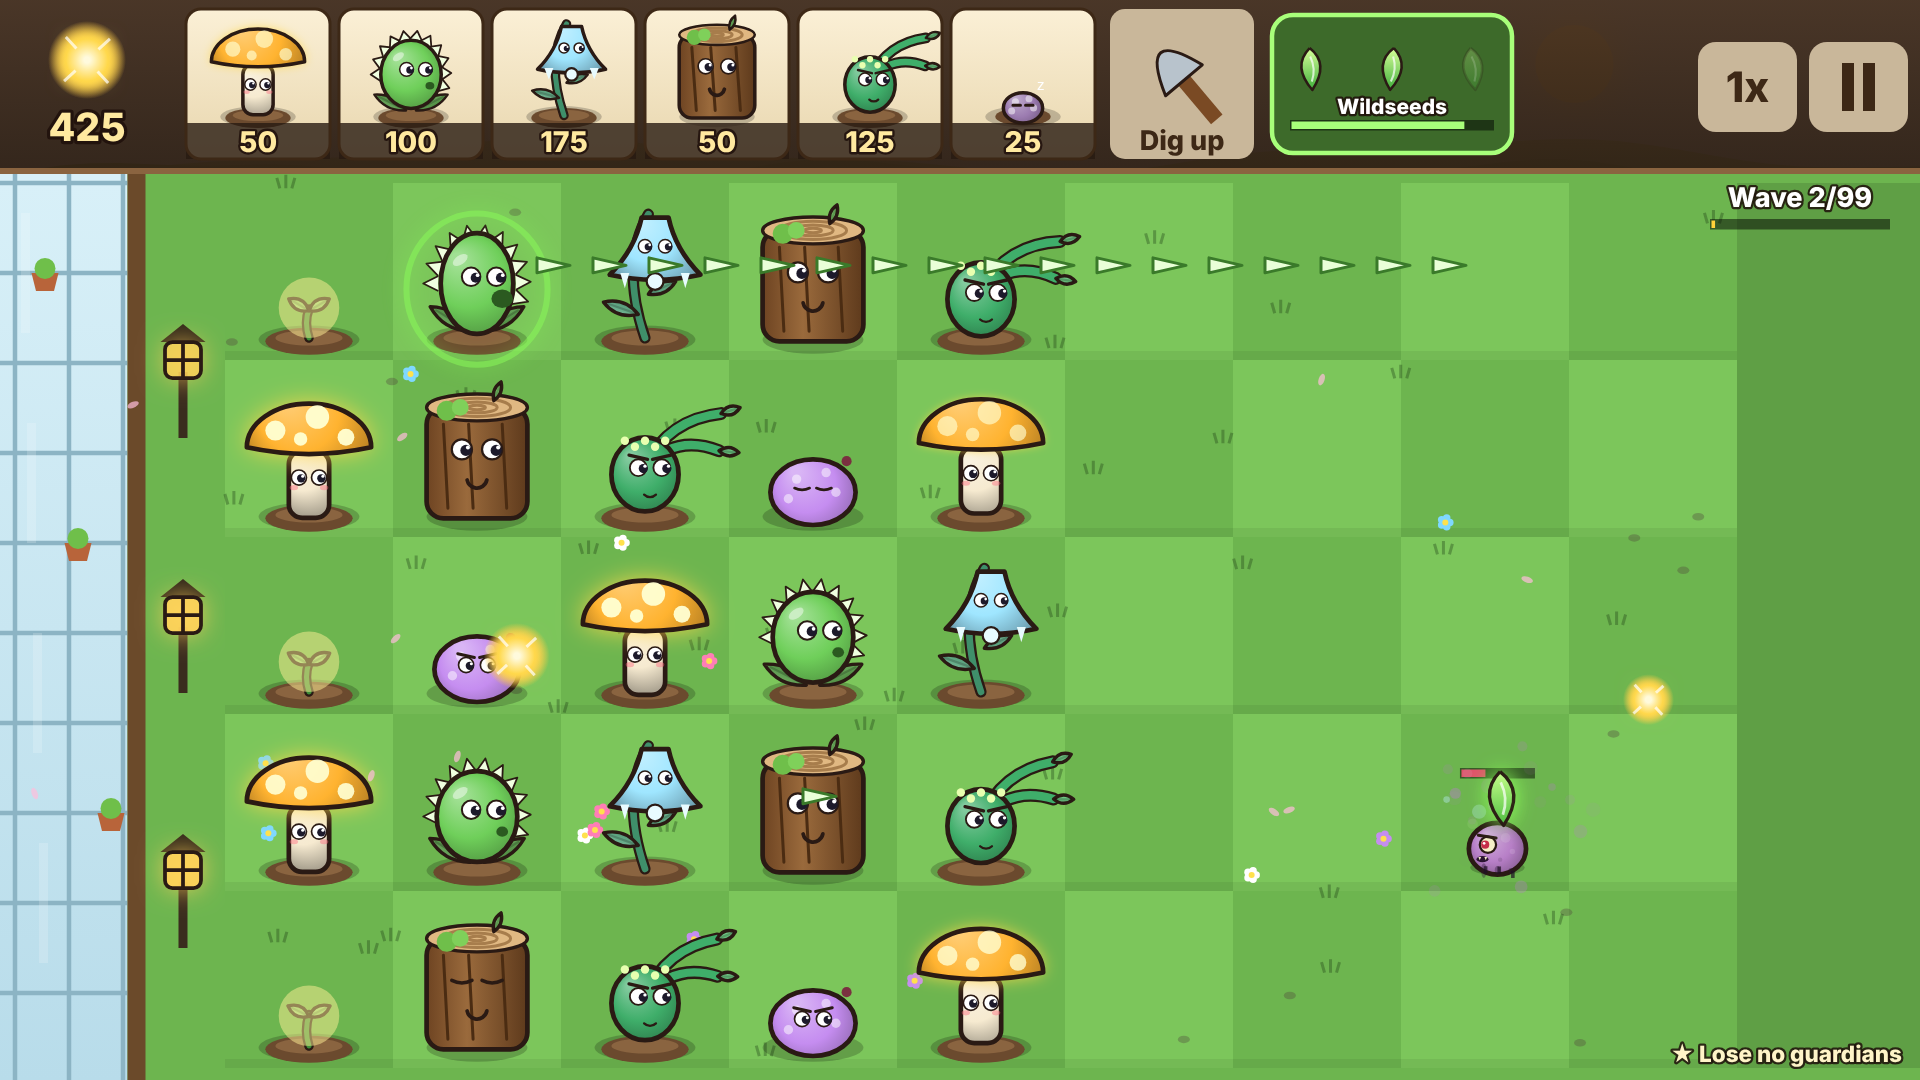 425
50
100
175
50
125
z
25
Dig up
Wildseeds
1x
Wave 2/99
★ Lose no guardians